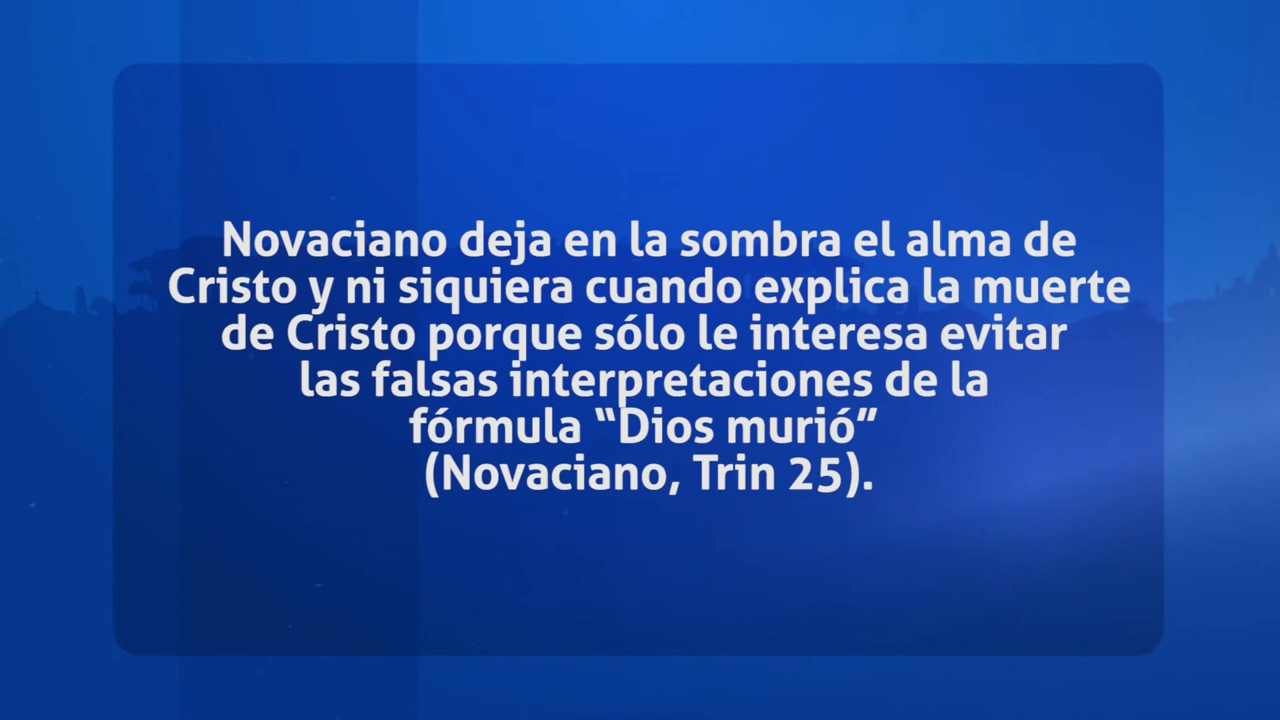 Novaciano deja en la sombra el alma de
Cristo y ni siquiera cuando explica la muerte
de Cristo porque sólo le interesa evitar
las falsas interpretaciones de la
fórmula “Dios murió”
(Novaciano, Trin 25).